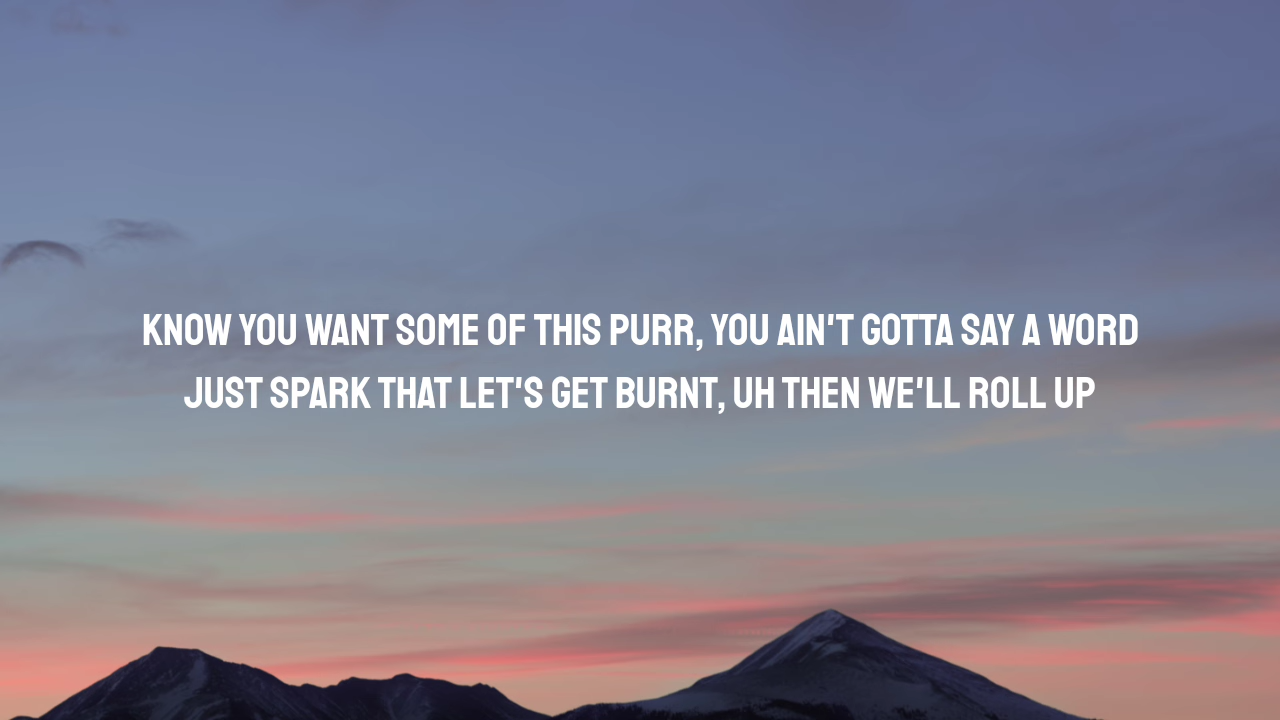 KNOW YOU WANT SOME OF THIS PURR, YOU AIN'T GOTTA SAY A WORD
JUST SPARK THAT LET'S GET BURNT, UH THEN WE'LL ROLL UP